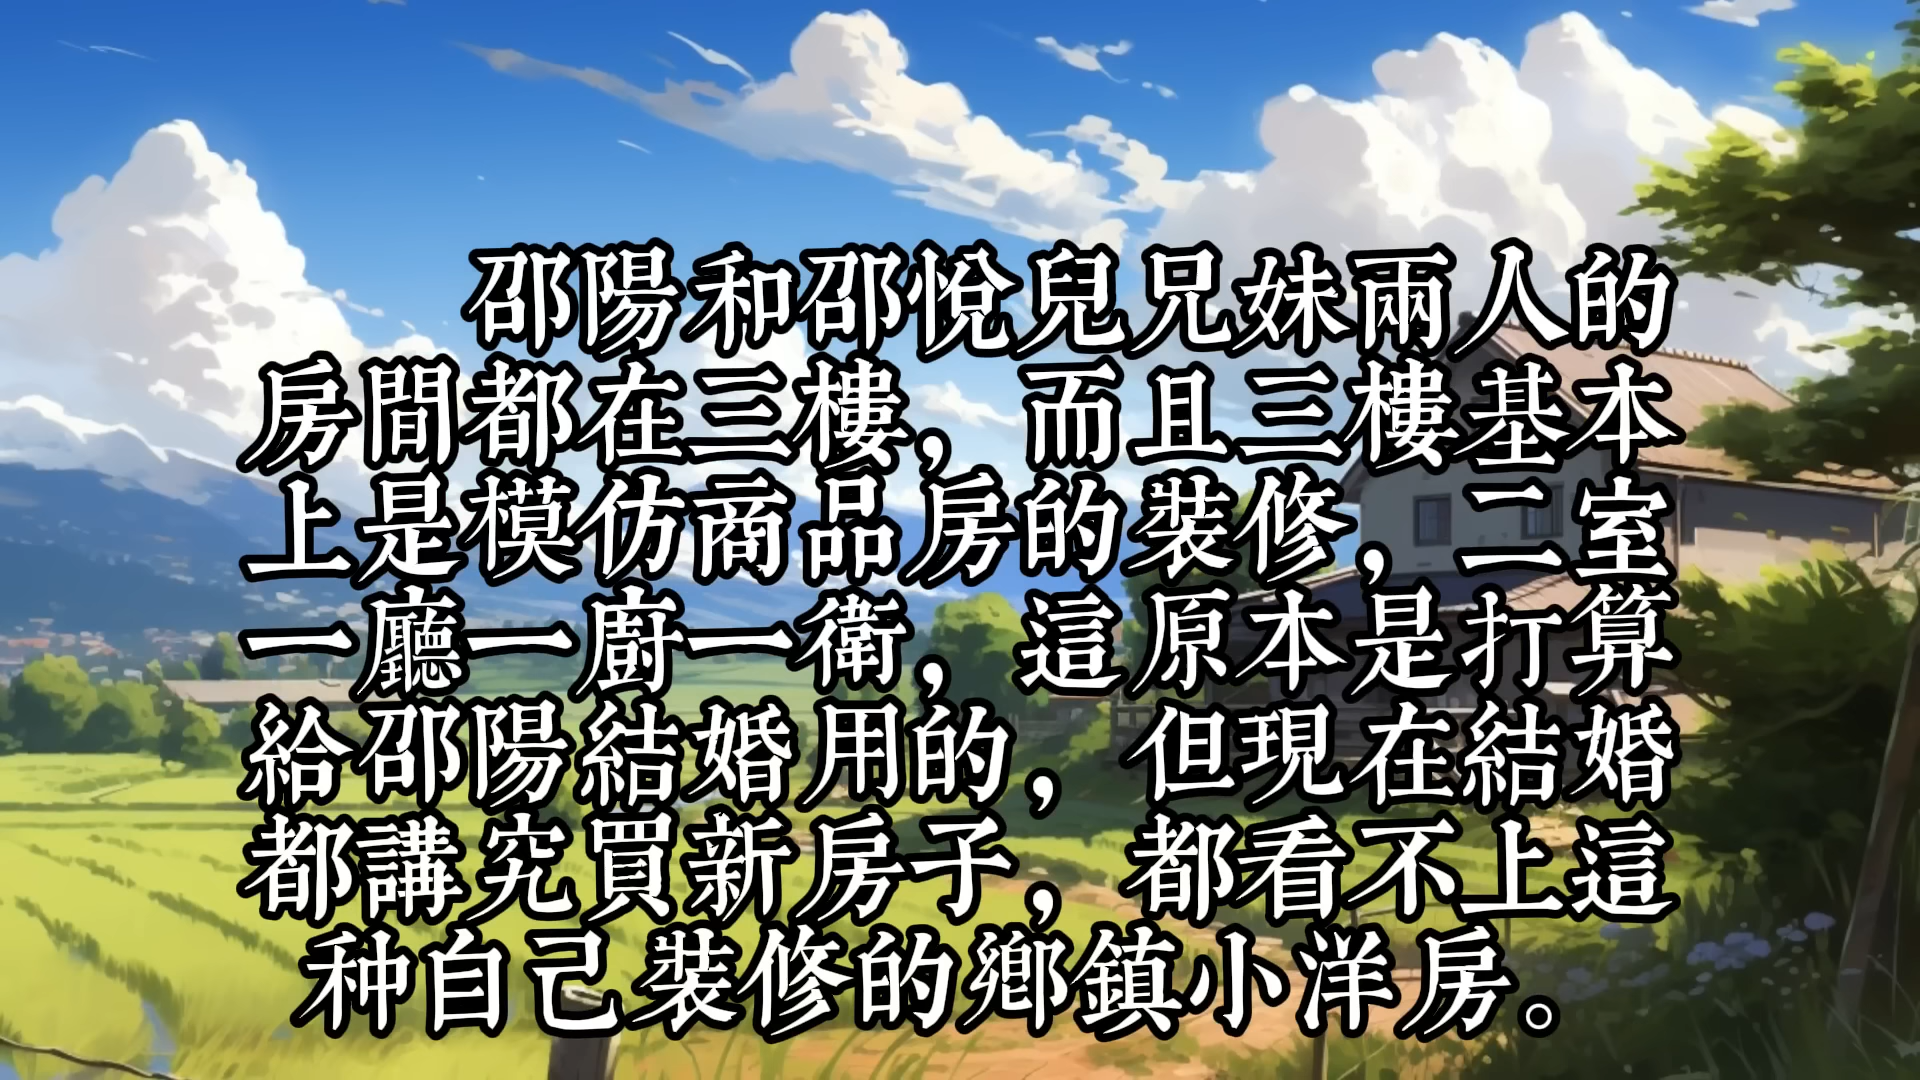 邵陽和邵悅兒兄妹兩人的
房間都在三樓，而且三樓基本
上是模仿商品房的裝修，二室
一廳一廚一衛，這原本是打算
給邵陽結婚用的，但現在結婚
都講究買新房子，都看不上這
种自己裝修的鄉鎮小洋房。